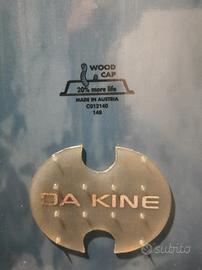 WOOD
CAP
20% more life
MADE IN AUSTRIA
C012140
148
DA KINE
subito